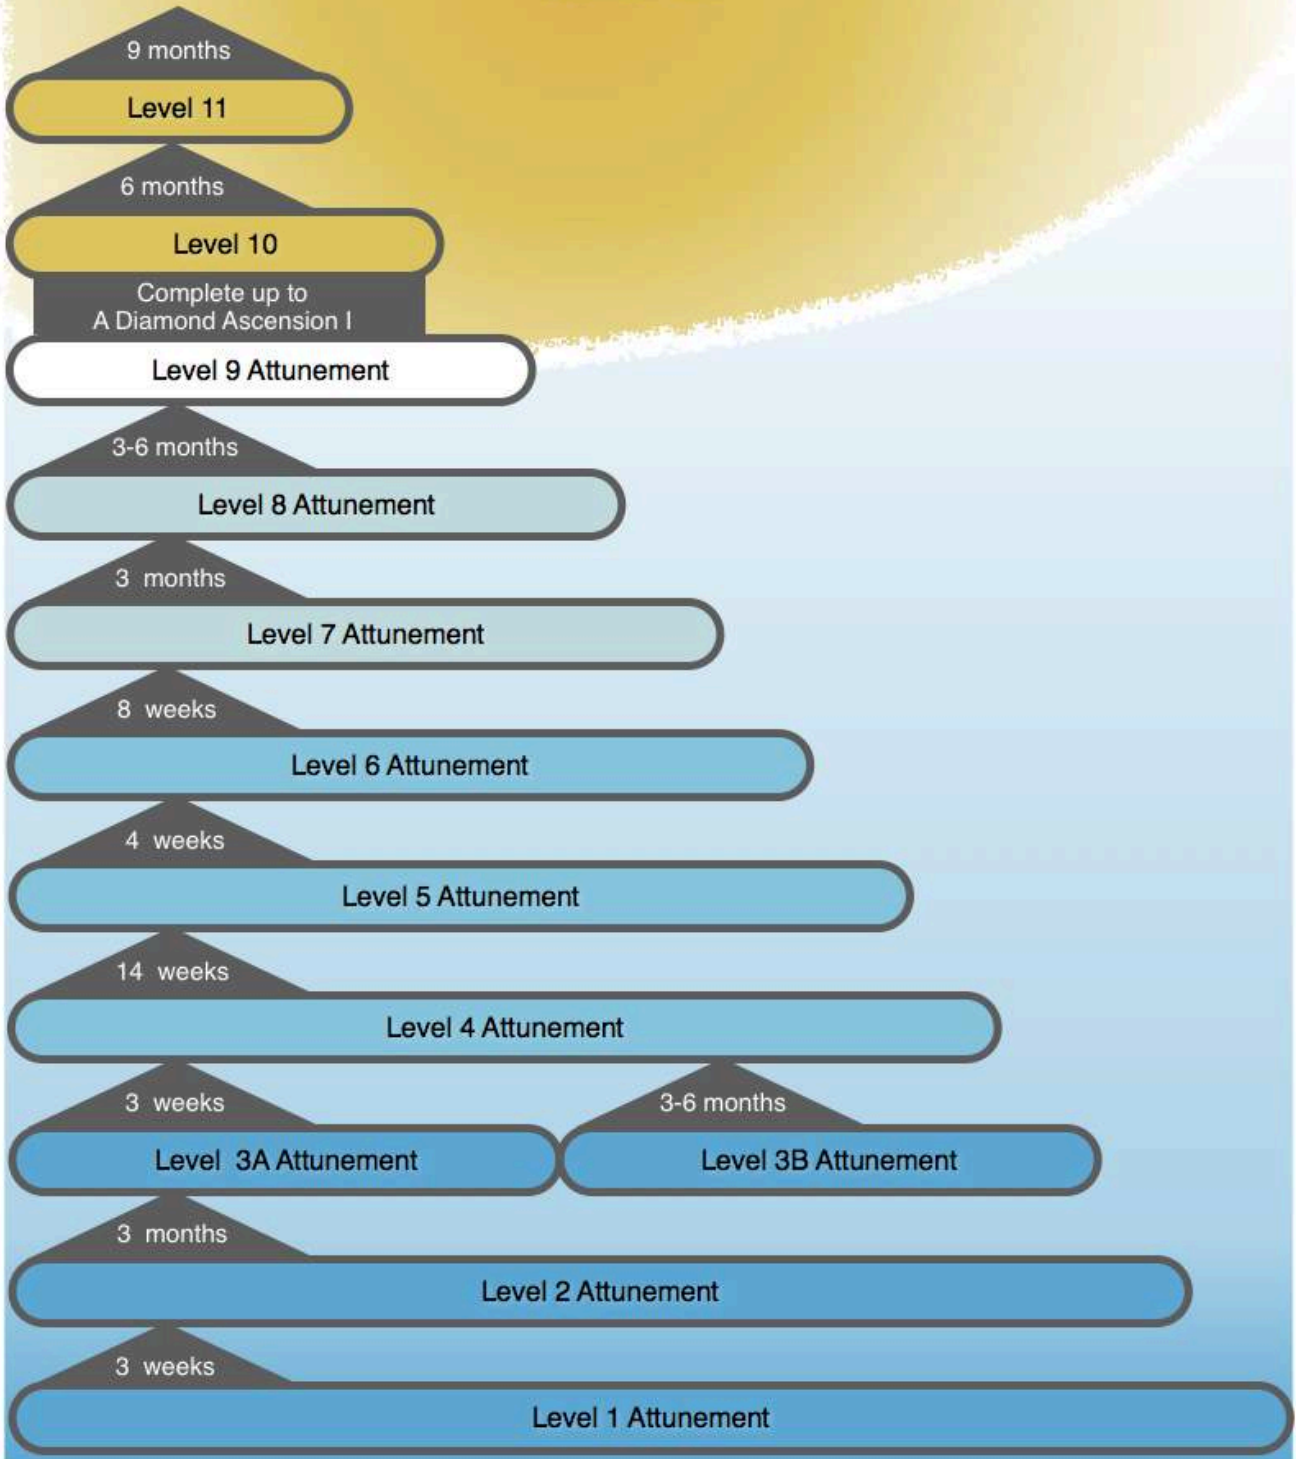 9 months
Level 11
6 months
Level 10
Complete up to
A Diamond Ascension I
Level 9 Attunement
3-6 months
Level 8 Attunement
3 months
Level 7 Attunement
8 weeks
Level 6 Attunement
4 weeks
Level 5 Attunement
14 weeks
Level 4 Attunement
3 weeks
3-6 months
Level 3A Attunement
Level 3B Attunement
3 months
Level 2 Attunement
3 weeks
Level 1 Attunement